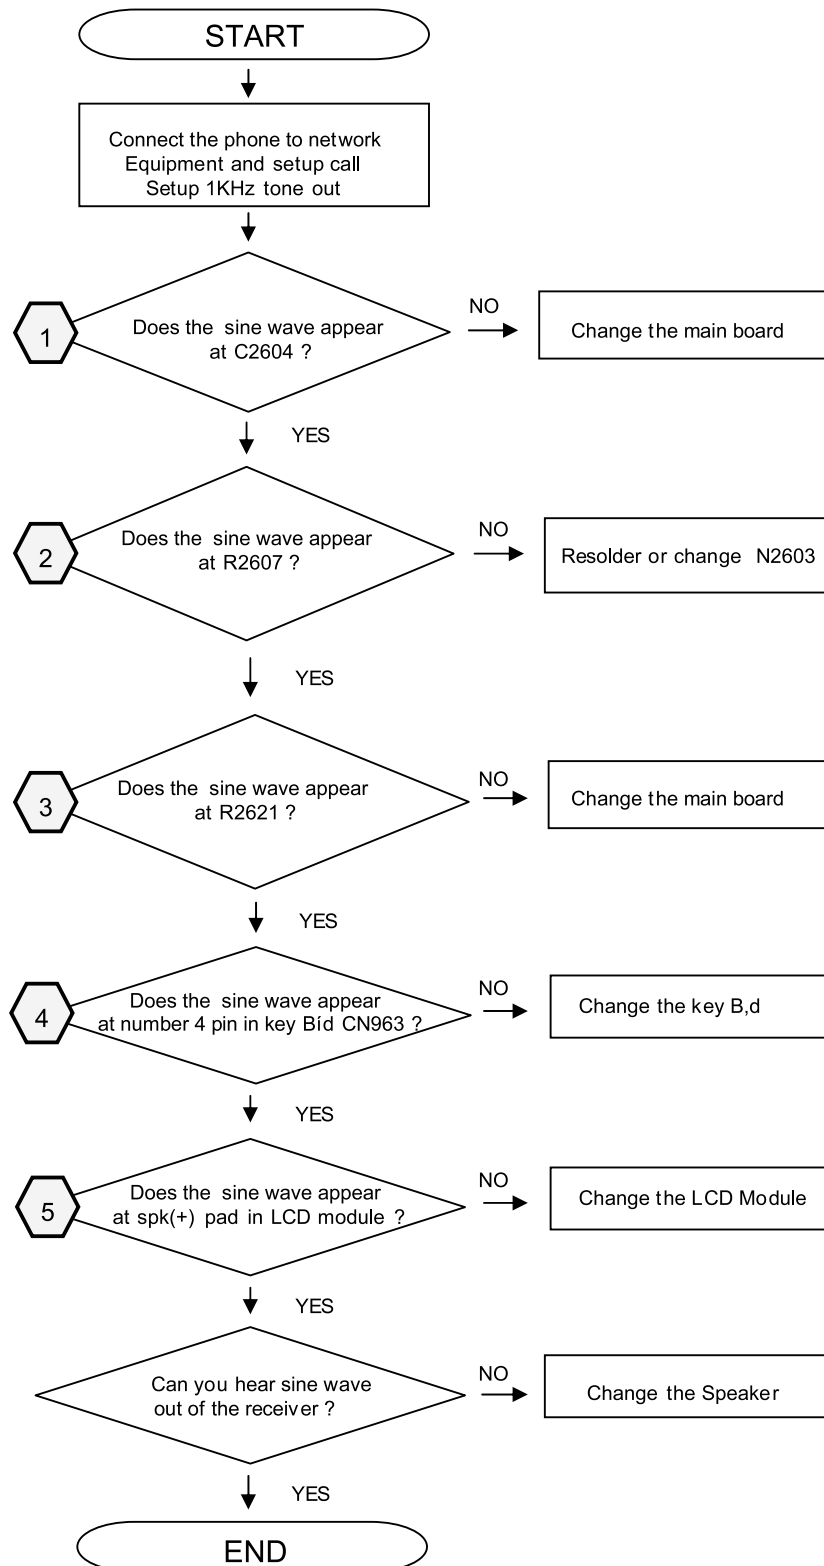 START
Connect the phone to network
Equipment and setup call
Setup 1KHz tone out
1
Does the sine wave appear
at C2604 ?
NO
Change the main board
YES
2
Does the sine wave appear
at R2607 ?
NO
Resolder or change N2603
YES
3
Does the sine wave appear
at R2621 ?
NO
Change the main board
YES
4
Does the sine wave appear
at number 4 pin in key Bíd CN963 ?
NO
Change the key B,d
YES
5
Does the sine wave appear
at spk(+) pad in LCD module ?
NO
Change the LCD Module
YES
Can you hear sine wave
out of the receiver ?
NO
Change the Speaker
YES
END